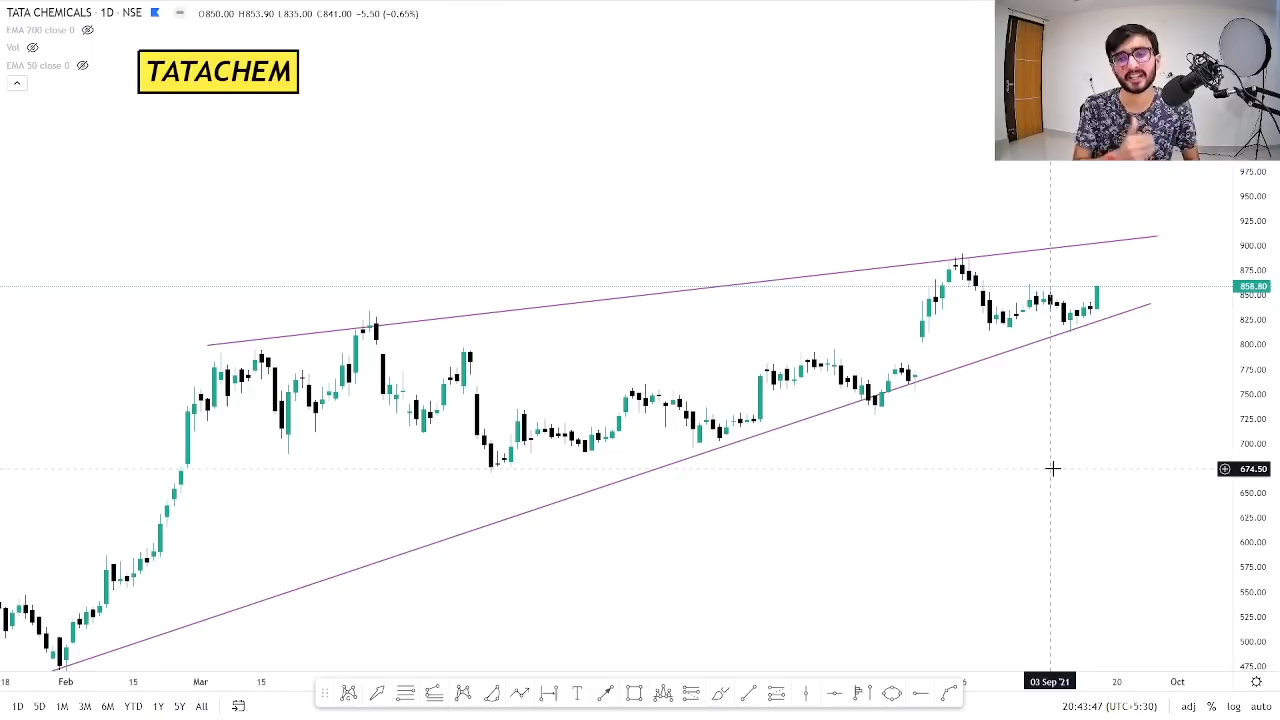 TATA CHEMICALS · 1D · NSE O850.00 H853.90 L835.00 C841.00 −5.50 (−0.65%)
EMA 200 close 0
Vol
EMA 50 close 0
TATACHEM
975.00
950.00
925.00
900.00
875.00
858.80
850.00
825.00
800.00
775.00
750.00
725.00
700.00
674.50
650.00
625.00
600.00
575.00
550.00
525.00
500.00
475.00
18 Feb 15 Mar 15 6 03 Sep '21 20 Oct
T
1D 5D 1M 3M 6M YTD 1Y 5Y All 20:43:47 (UTC+5:30) adj % log auto